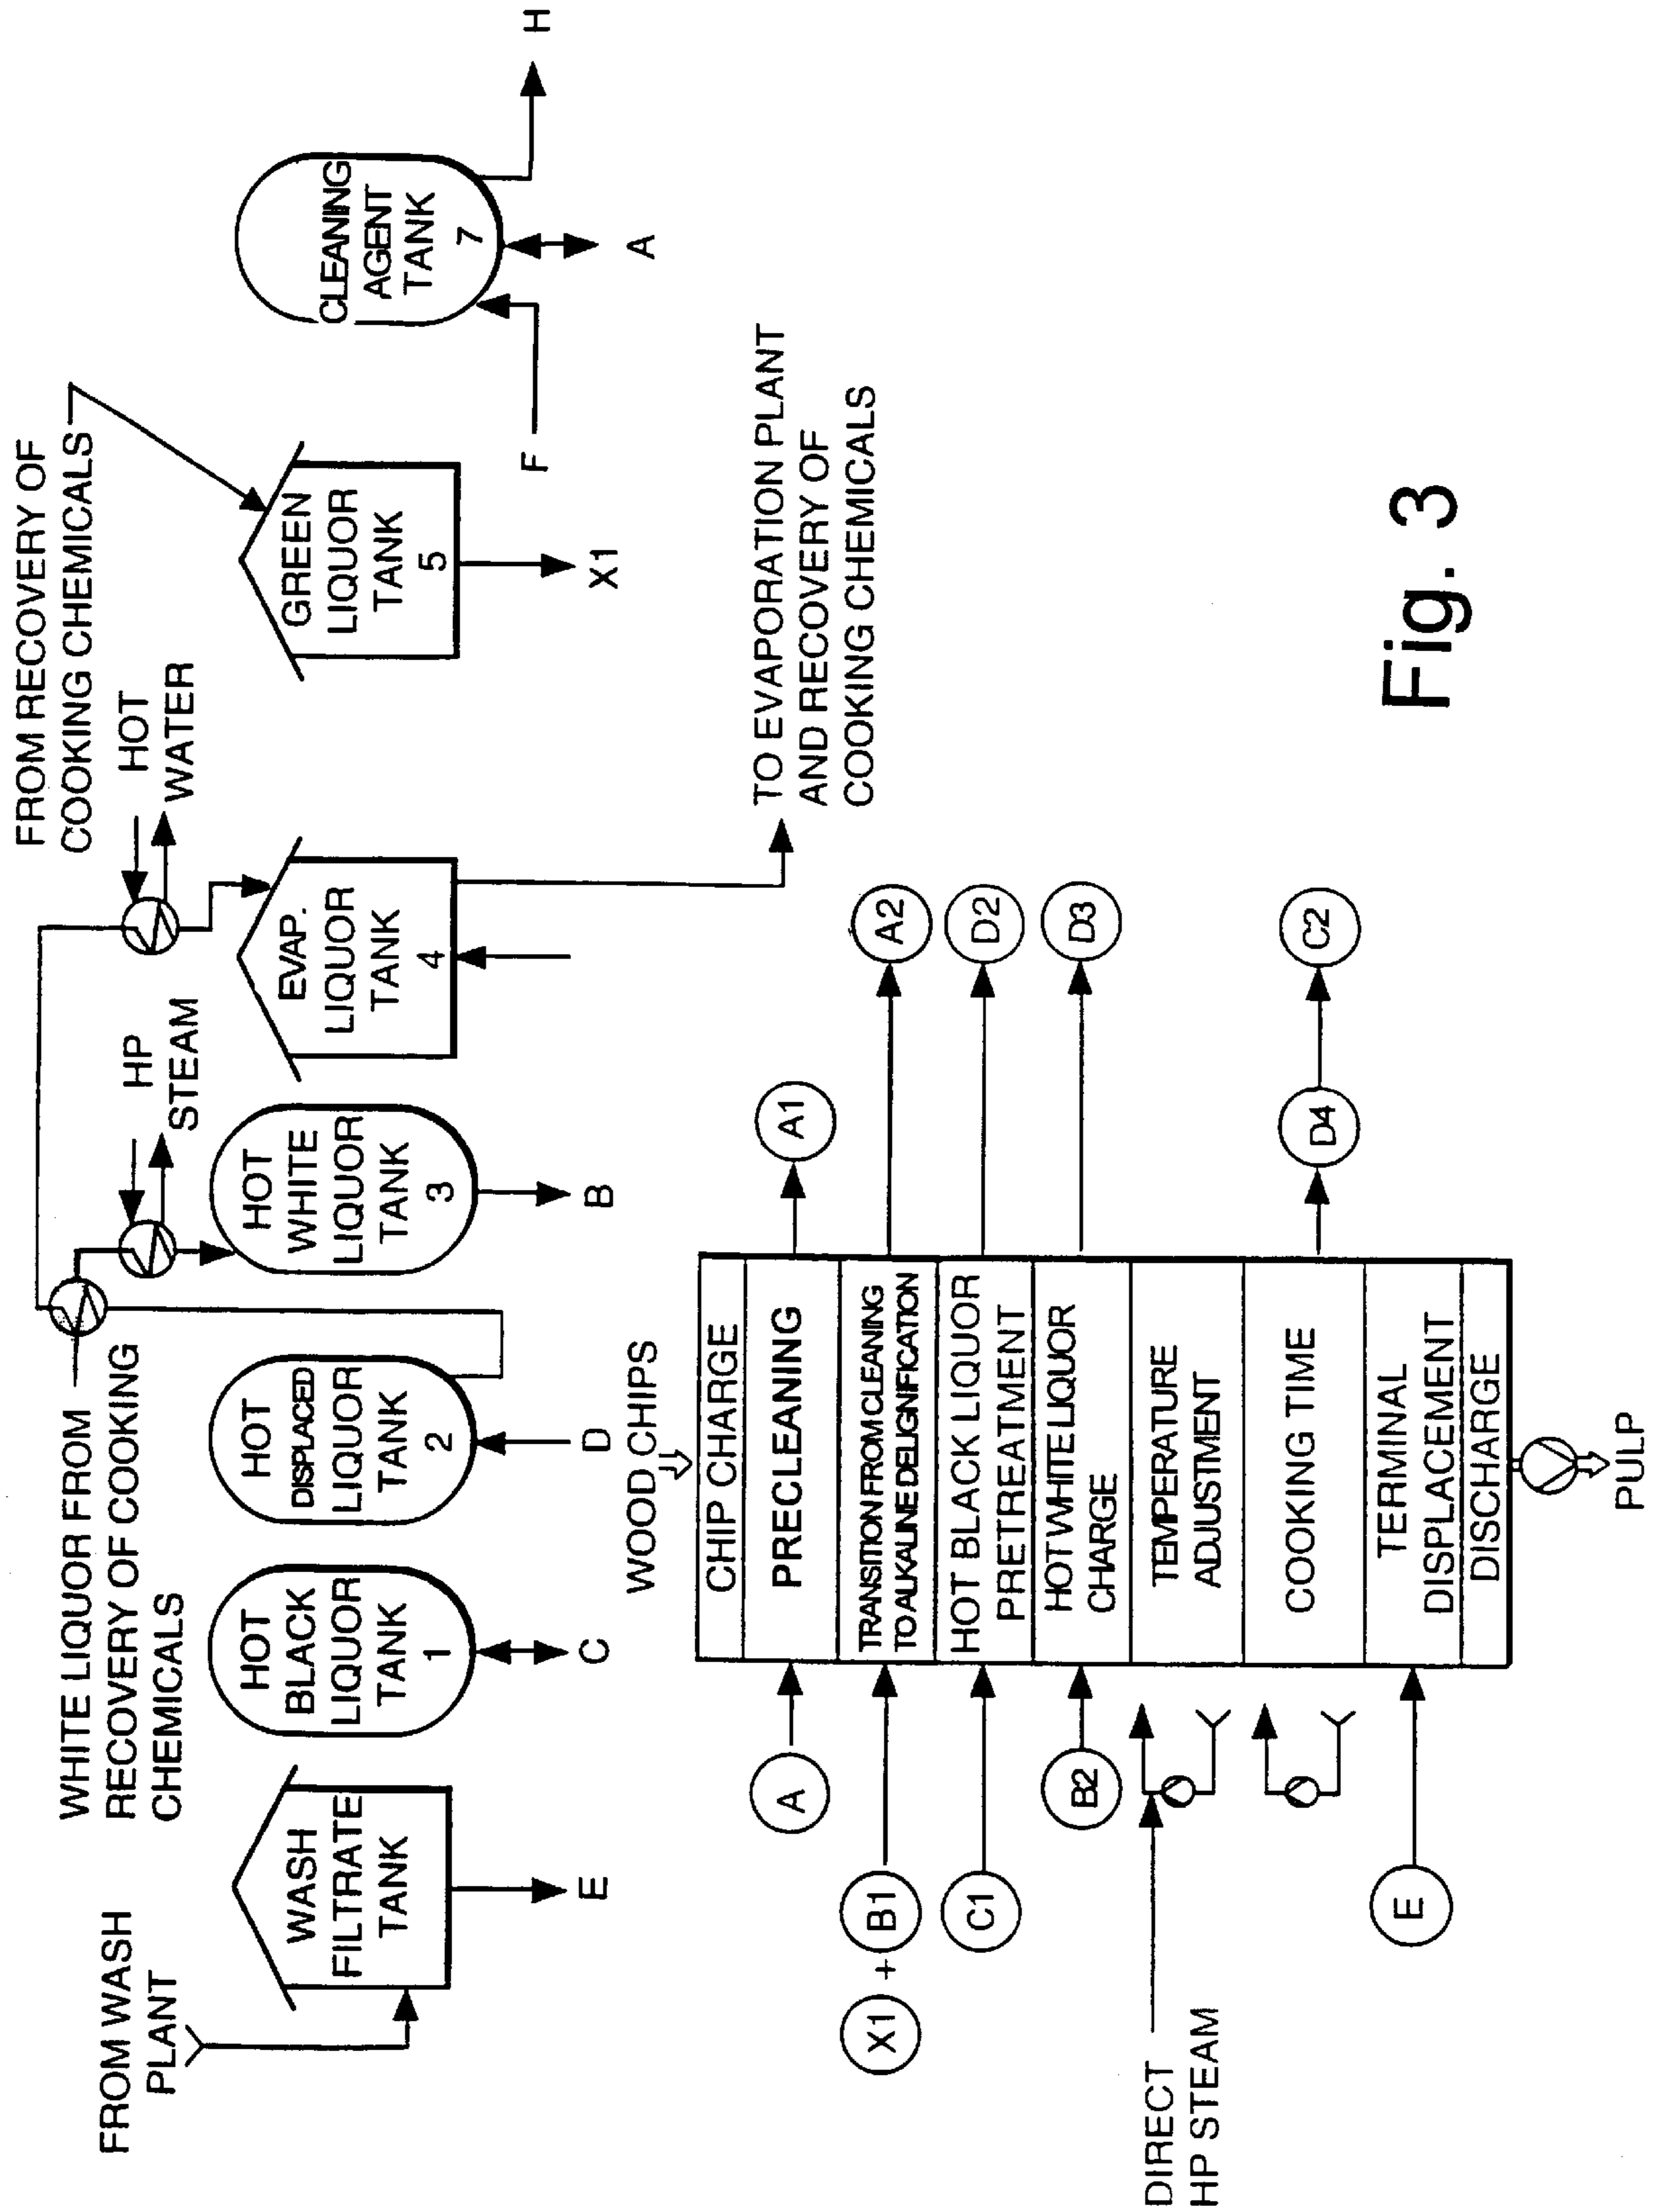 FROM WASH
PLANT
WASH
FILTRATE
TANK
E
WHITE LIQUOR FROM
RECOVERY OF COOKING
CHEMICALS
HOT
BLACK
LIQUOR
TANK
1
C
HOT
DISPLACED
LIQUOR
TANK
2
D
HP
STEAM
HOT
WHITE
LIQUOR
TANK
3
B
HOT
WATER
EVAP.
LIQUOR
TANK
4
TO EVAPORATION PLANT
AND RECOVERY OF
COOKING CHEMICALS
FROM RECOVERY OF
COOKING CHEMICALS
GREEN
LIQUOR
TANK
5
X1
CLEANING
AGENT
TANK
7
F
A
H
WOOD CHIPS
CHIP CHARGE
A
PRECLEANING
A1
X1 + B1
TRANSITION FROM CLEANING
TO ALKALINE DELIGNIFICATION
A2
C1
HOT BLACK LIQUOR
PRETREATMENT
D2
B2
HOT WHITE LIQUOR
CHARGE
D3
DIRECT
HP STEAM
TEMPERATURE
ADJUSTMENT
COOKING TIME
D4
C2
E
TERMINAL
DISPLACEMENT
DISCHARGE
PULP
Fig. 3